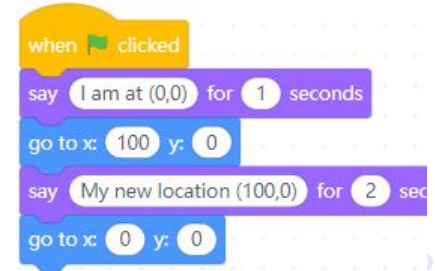 when clicked
say I am at (0,0) for 1 seconds
go to x: 100 y: 0
say My new location (100,0) for 2 sec
go to x: 0 y: 0